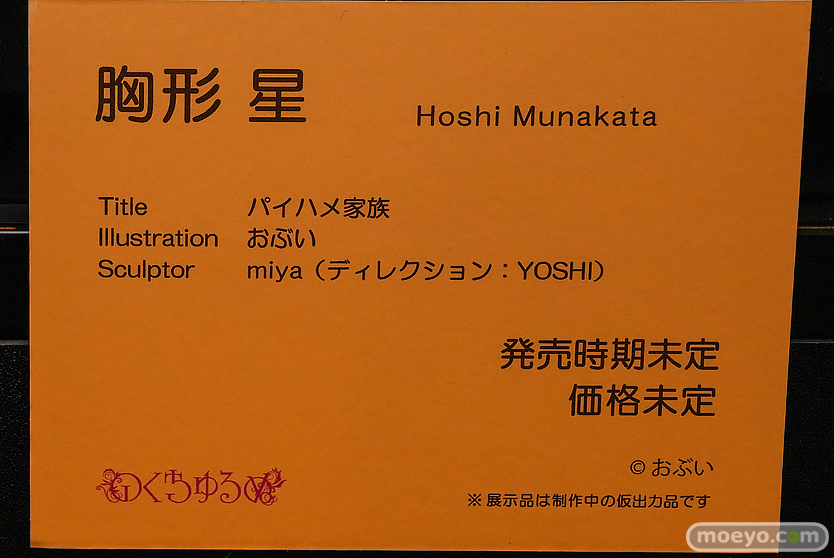 胸形 星
Hoshi Munakata
Title パイハメ家族
Illustration おぶい
Sculptor miya（ディレクション：YOSHI）
発売時期未定
価格未定
© おぶい
※展示品は制作中の仮出力品です
moeyo.com